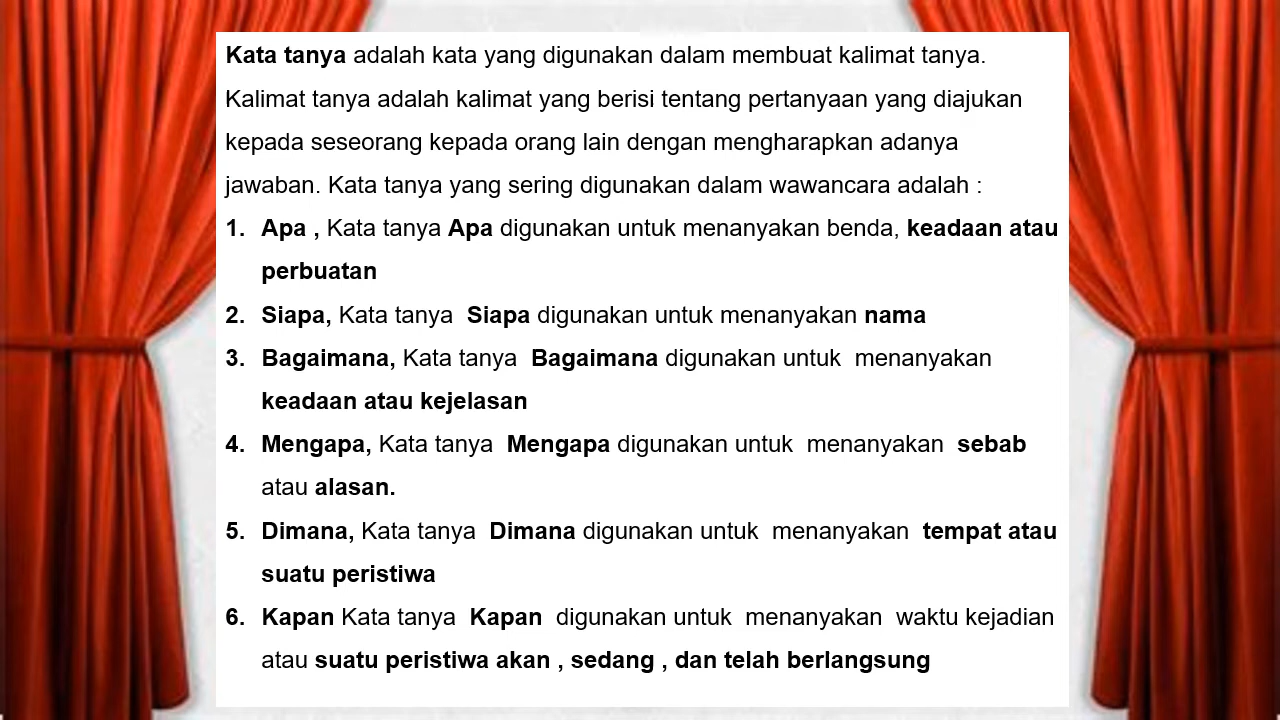 Kata tanya adalah kata yang digunakan dalam membuat kalimat tanya.
Kalimat tanya adalah kalimat yang berisi tentang pertanyaan yang diajukan
kepada seseorang kepada orang lain dengan mengharapkan adanya
jawaban. Kata tanya yang sering digunakan dalam wawancara adalah :
1. Apa , Kata tanya Apa digunakan untuk menanyakan benda, keadaan atau
perbuatan
2. Siapa, Kata tanya Siapa digunakan untuk menanyakan nama
3. Bagaimana, Kata tanya Bagaimana digunakan untuk menanyakan
keadaan atau kejelasan
4. Mengapa, Kata tanya Mengapa digunakan untuk menanyakan sebab
atau alasan.
5. Dimana, Kata tanya Dimana digunakan untuk menanyakan tempat atau
suatu peristiwa
6. Kapan Kata tanya Kapan digunakan untuk menanyakan waktu kejadian
atau suatu peristiwa akan , sedang , dan telah berlangsung